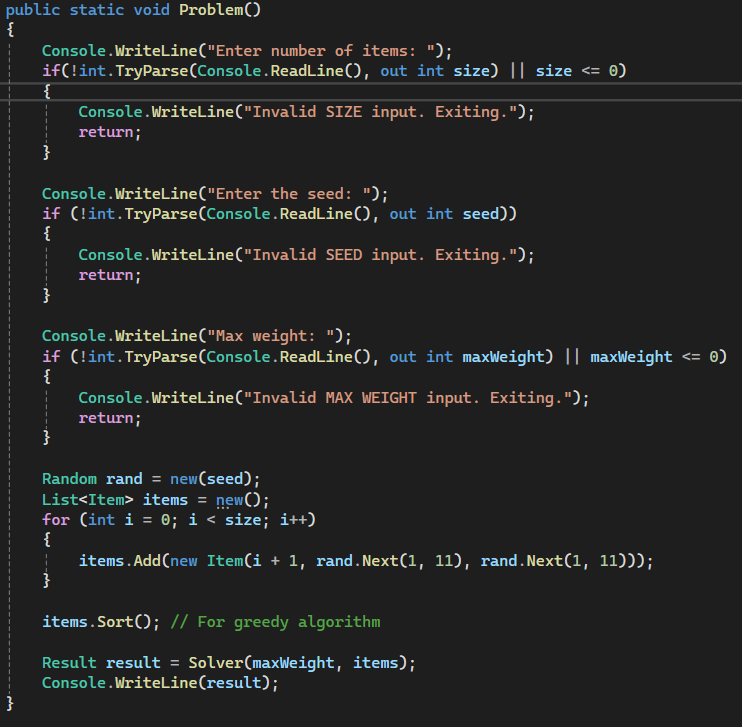 public static void Problem()
{
    Console.WriteLine("Enter number of items: ");
    if(!int.TryParse(Console.ReadLine(), out int size) || size <= 0)
    {
        Console.WriteLine("Invalid SIZE input. Exiting.");
        return;
    }

    Console.WriteLine("Enter the seed: ");
    if (!int.TryParse(Console.ReadLine(), out int seed))
    {
        Console.WriteLine("Invalid SEED input. Exiting.");
        return;
    }

    Console.WriteLine("Max weight: ");
    if (!int.TryParse(Console.ReadLine(), out int maxWeight) || maxWeight <= 0)
    {
        Console.WriteLine("Invalid MAX WEIGHT input. Exiting.");
        return;
    }

    Random rand = new(seed);
    List<Item> items = new();
    for (int i = 0; i < size; i++)
    {
        items.Add(new Item(i + 1, rand.Next(1, 11), rand.Next(1, 11)));
    }

    items.Sort(); // For greedy algorithm

    Result result = Solver(maxWeight, items);
    Console.WriteLine(result);
}